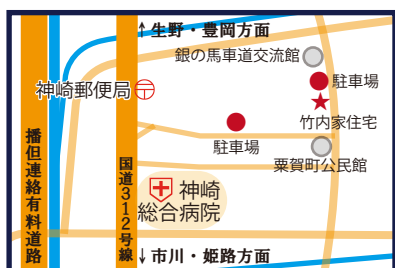 ↑生野・豊岡方面
銀の馬車道交流館
駐車場
神崎郵便局
竹内家住宅
駐車場
粟賀町公民館
播但連絡有料道路
国道312号線
神崎
総合病院
↓市川・姫路方面